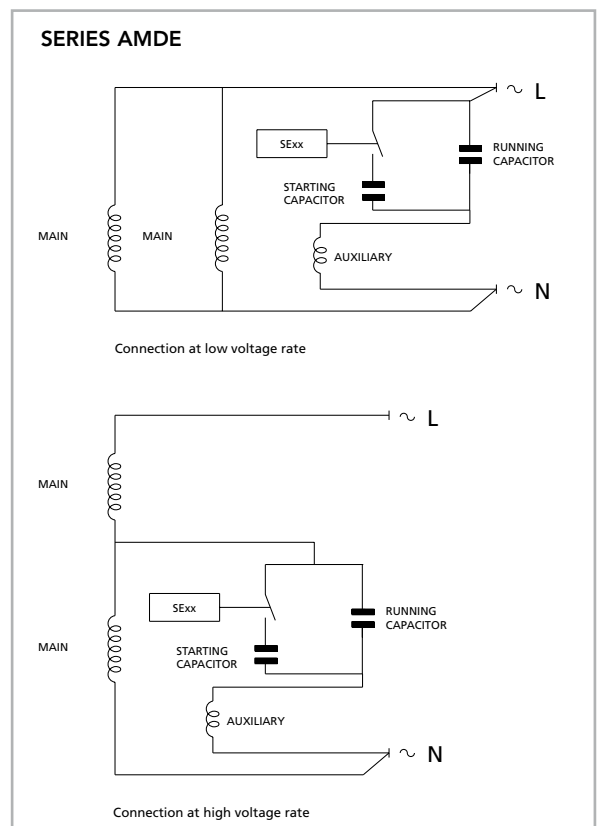 SERIES AMDE
∼ L
SExx
RUNNING
CAPACITOR
STARTING
CAPACITOR
MAIN
MAIN
AUXILIARY
∼ N
Connection at low voltage rate
∼ L
MAIN
SExx
RUNNING
CAPACITOR
MAIN
STARTING
CAPACITOR
AUXILIARY
∼ N
Connection at high voltage rate